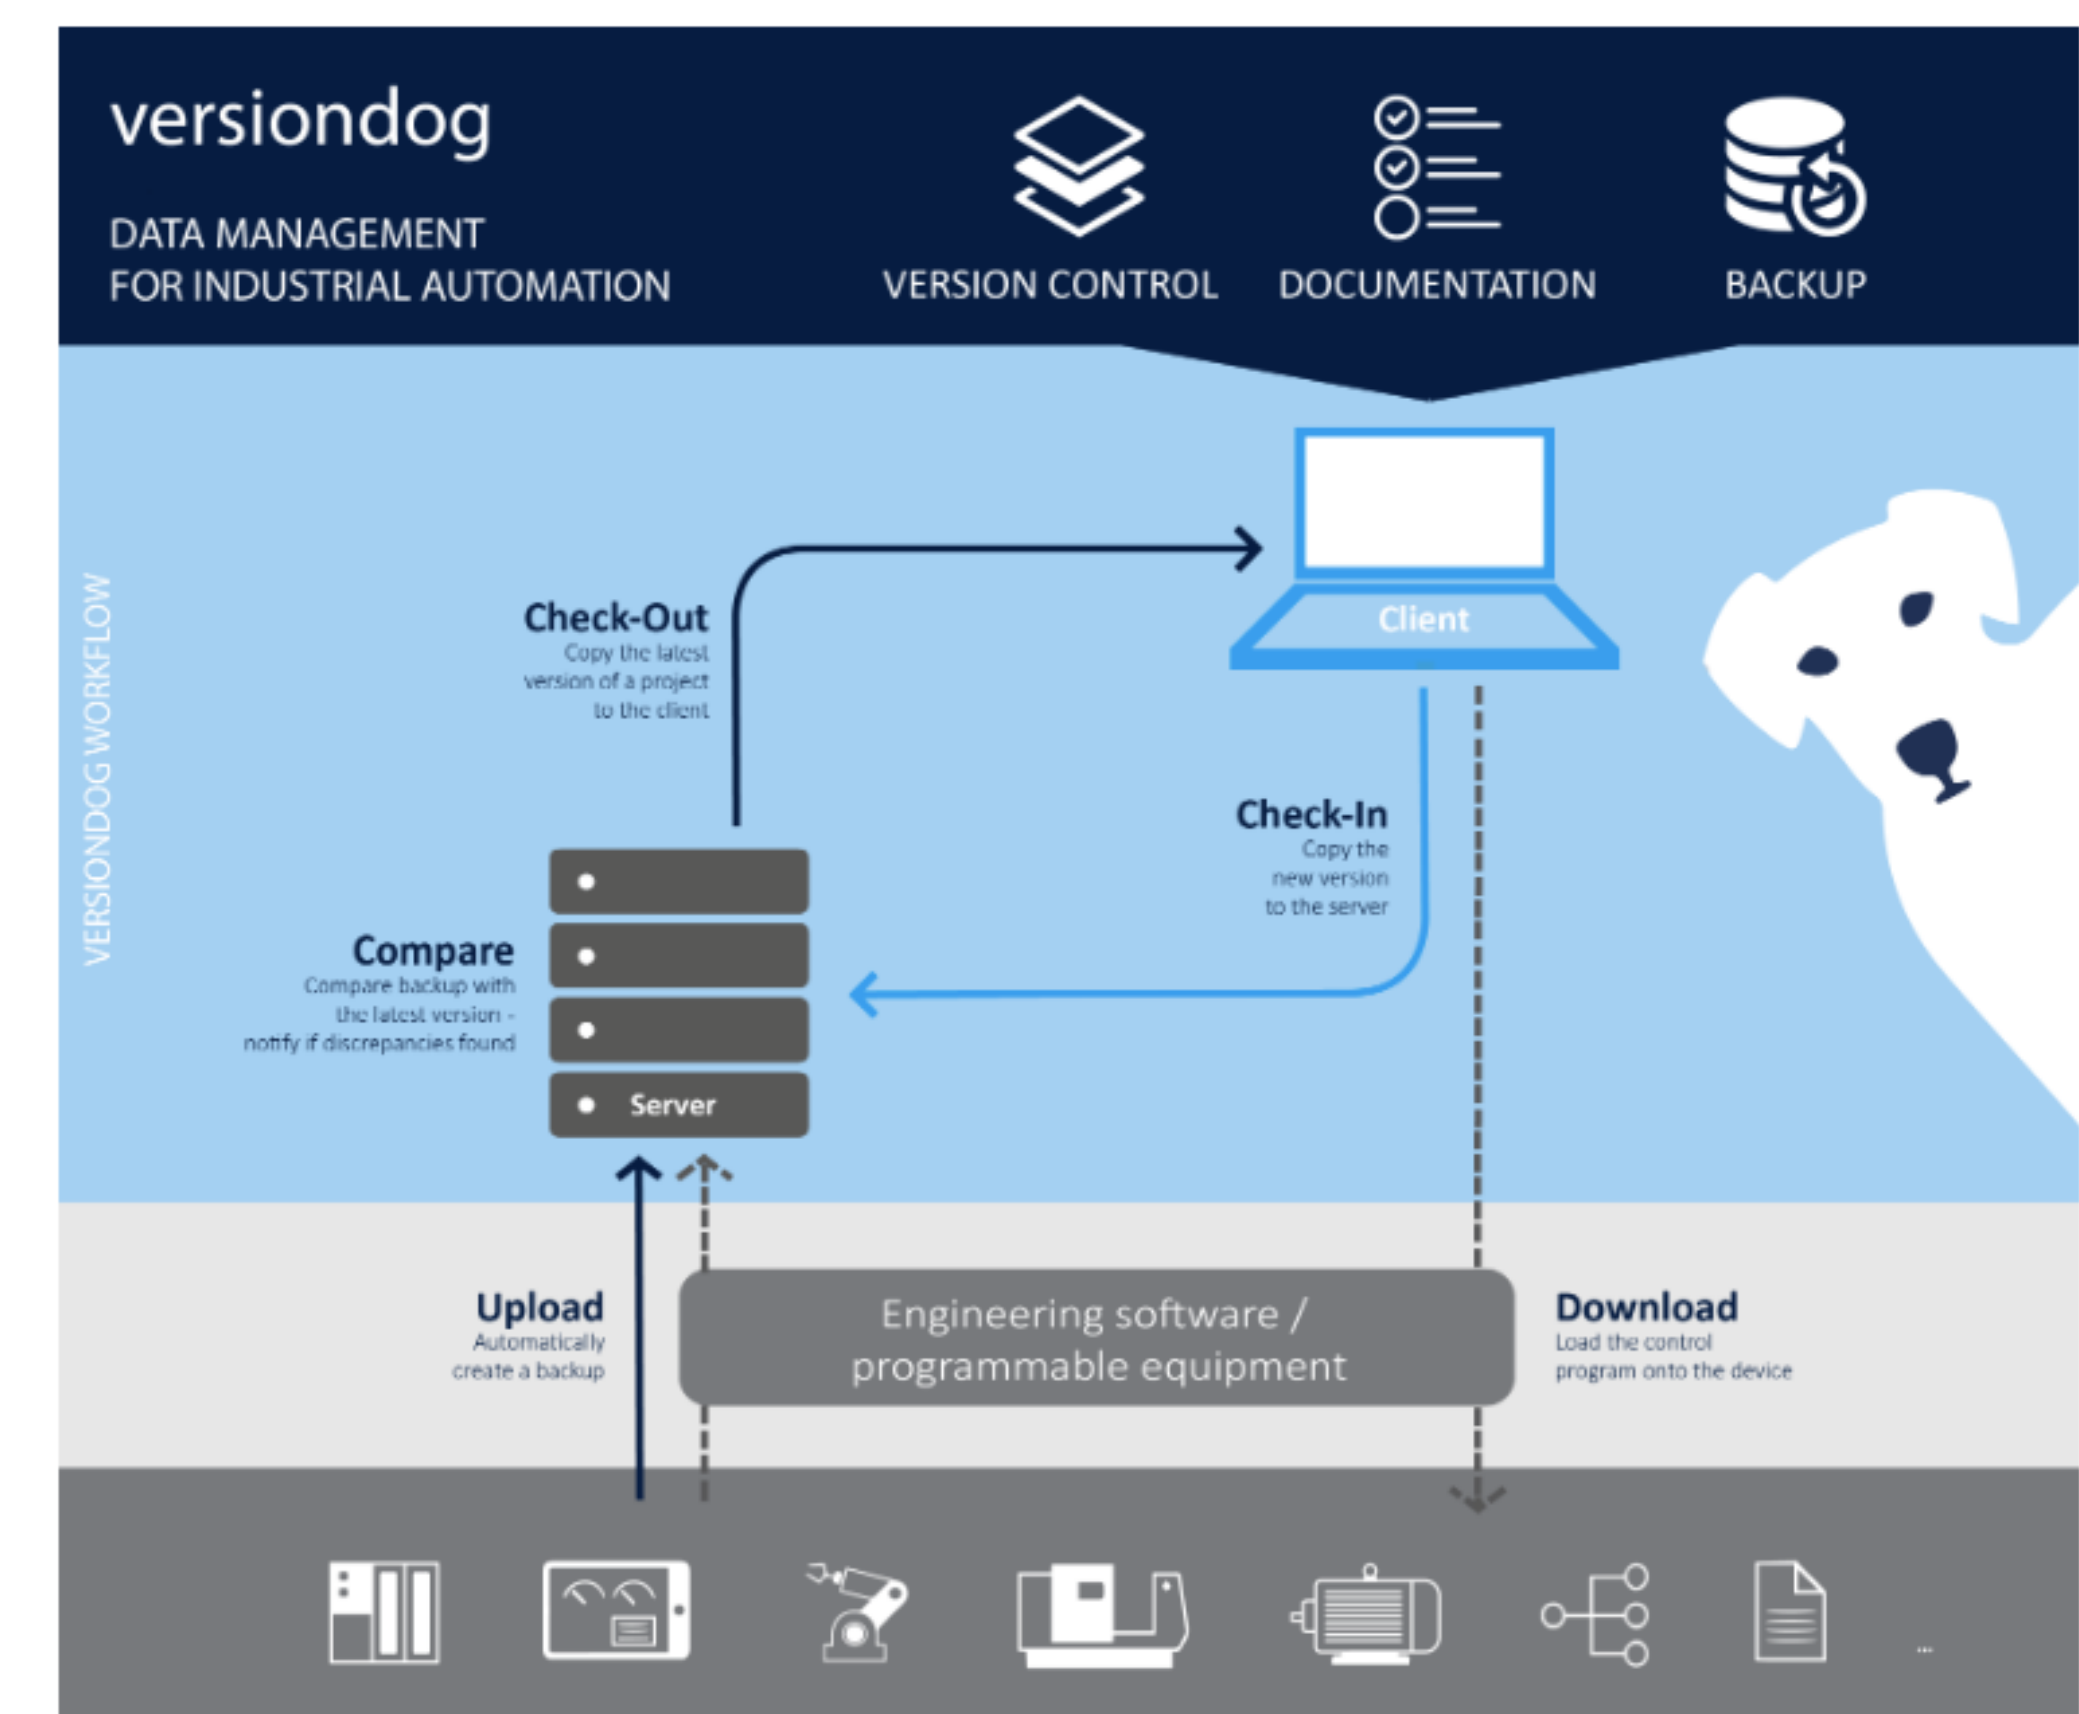 versiondog
DATA MANAGEMENT
FOR INDUSTRIAL AUTOMATION
VERSION CONTROL
DOCUMENTATION
BACKUP
VERSIONDOG WORKFLOW
Client
Check-Out
Copy the latest
version of a project
to the client
Check-In
Copy the
new version
to the server
Compare
Compare backup with
the latest version -
notify if discrepancies found
Server
Upload
Automatically
create a backup
Engineering software /
programmable equipment
Download
Load the control
program onto the device
...